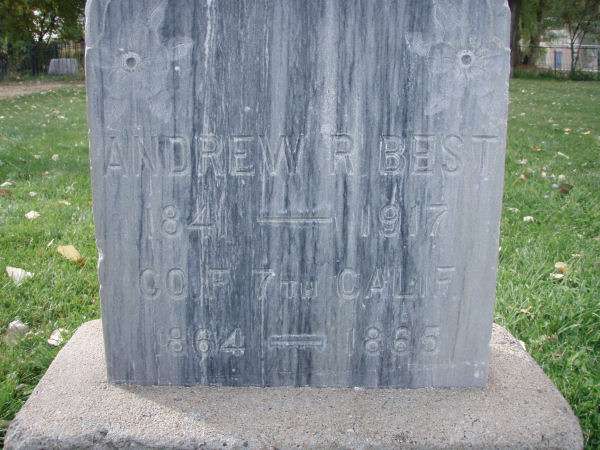 ANDREW R BEST
1841 — 1917
CO. F. 7TH CALIF.
1864 — 1865